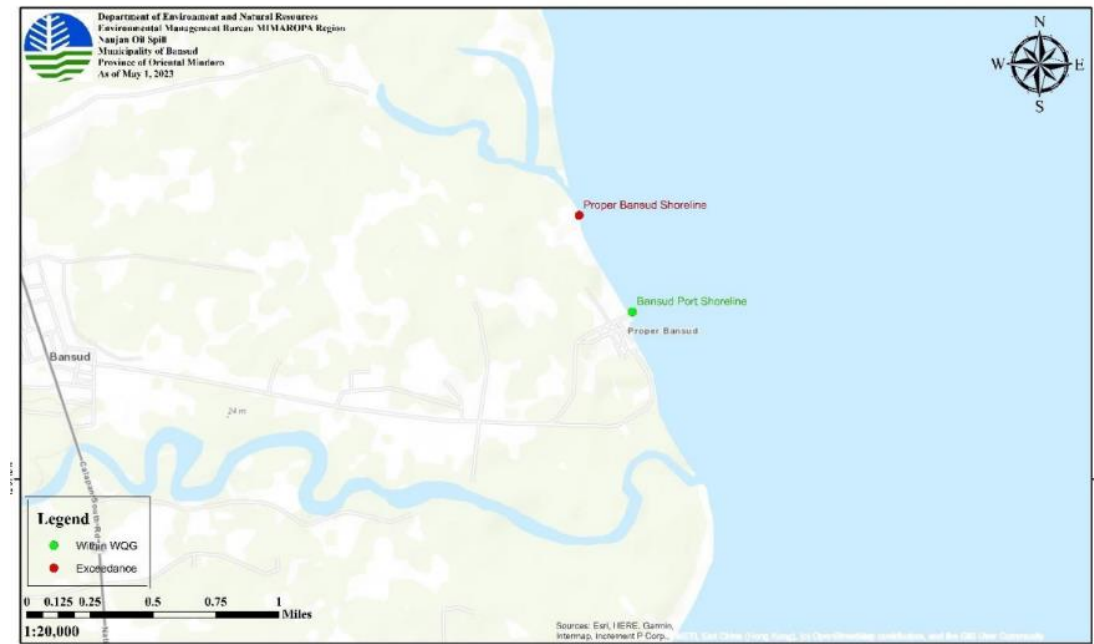 Department of Environment and Natural Resources
Environmental Management Bureau MIMAROPA Region
Naujan Oil Spill
Municipality of Bansud
Province of Oriental Mindoro
As of May 1, 2023
N
W E
S
Proper Bansud Shoreline
Bansud Port Shoreline
Proper Bansud
Bansud
24 m
Calapan South Road
Legend
Within WQG
Exceedance
0 0.125 0.25 0.5 0.75 1
Miles
1:20,000
Sources: Esri, HERE, Garmin,
Intermap, Increment P Corp.,